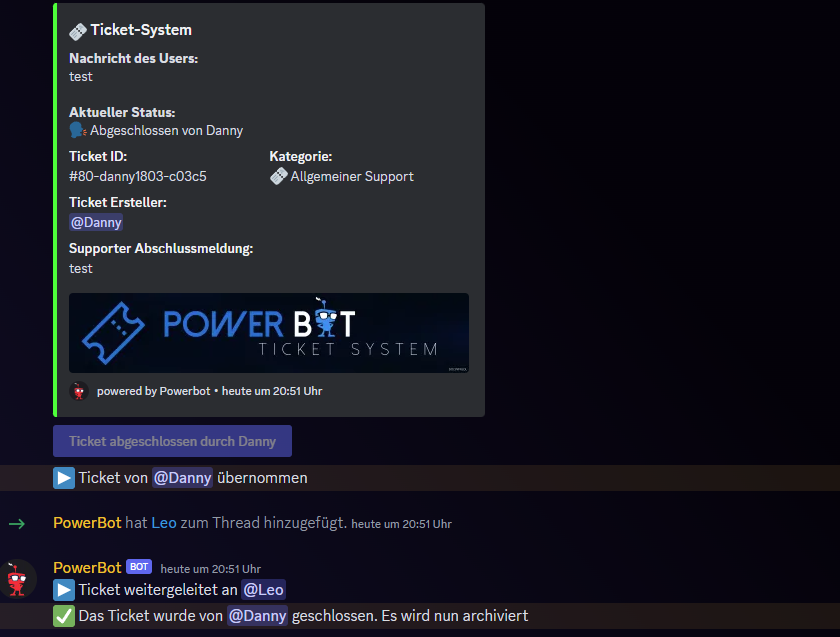 Ticket-System
Nachricht des Users:
test
Aktueller Status:
Abgeschlossen von Danny
Ticket ID:
#80-danny1803-c03c5
Kategorie:
Allgemeiner Support
Ticket Ersteller:
@Danny
Supporter Abschlussmeldung:
test
POWER BOT
TICKET SYSTEM
powered by Powerbot • heute um 20:51 Uhr
Ticket abgeschlossen durch Danny
Ticket von @Danny übernommen
PowerBot hat Leo zum Thread hinzugefügt. heute um 20:51 Uhr
PowerBot BOT heute um 20:51 Uhr
Ticket weitergeleitet an @Leo
Das Ticket wurde von @Danny geschlossen. Es wird nun archiviert